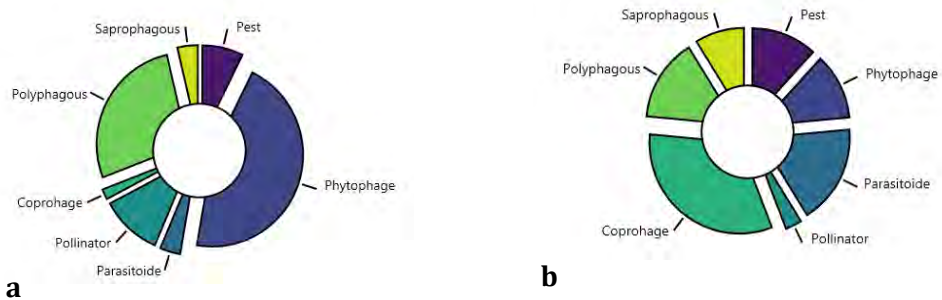 Saprophagous
Pest
Polyphagous
Phytophage
Coprohage
Pollinator
Parasitoide
a
Saprophagous
Pest
Polyphagous
Phytophage
Parasitoide
Coprohage
Pollinator
b